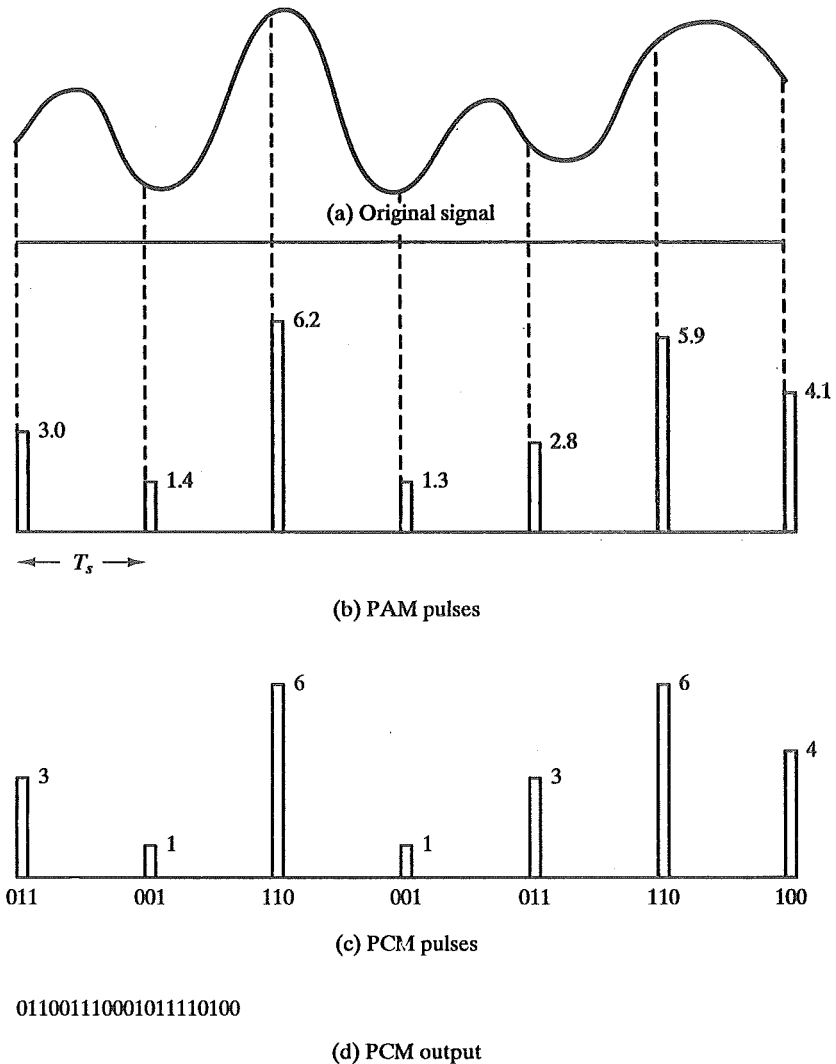 (a) Original signal
6.2
5.9
4.1
3.0
2.8
1.4
1.3
T_s
(b) PAM pulses
6
6
4
3
3
1
1
011 001 110 001 011 110 100
(c) PCM pulses
011001110001011110100
(d) PCM output